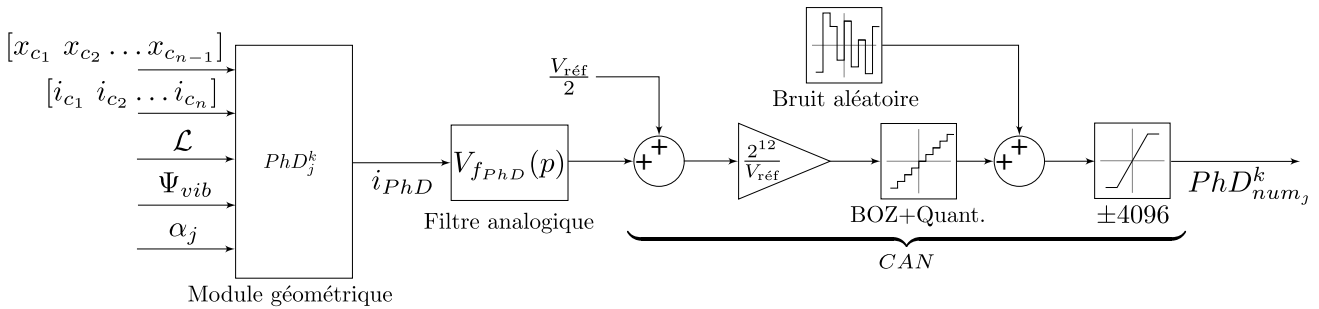 [x_{c_1} x_{c_2} … x_{c_{n-1}}]
[i_{c_1} i_{c_2} … i_{c_n}]
ℒ
Ψ_{vib}
α_j
PhD_j^k
Module géométrique
i_{PhD}
V_{f_{PhD}}(p)
Filtre analogique
V_{réf}
2
+
+
2^{12}
V_{réf}
BOZ+Quant.
Bruit aléatoire
+
+
±4096
CAN
PhD_{num_j}^k